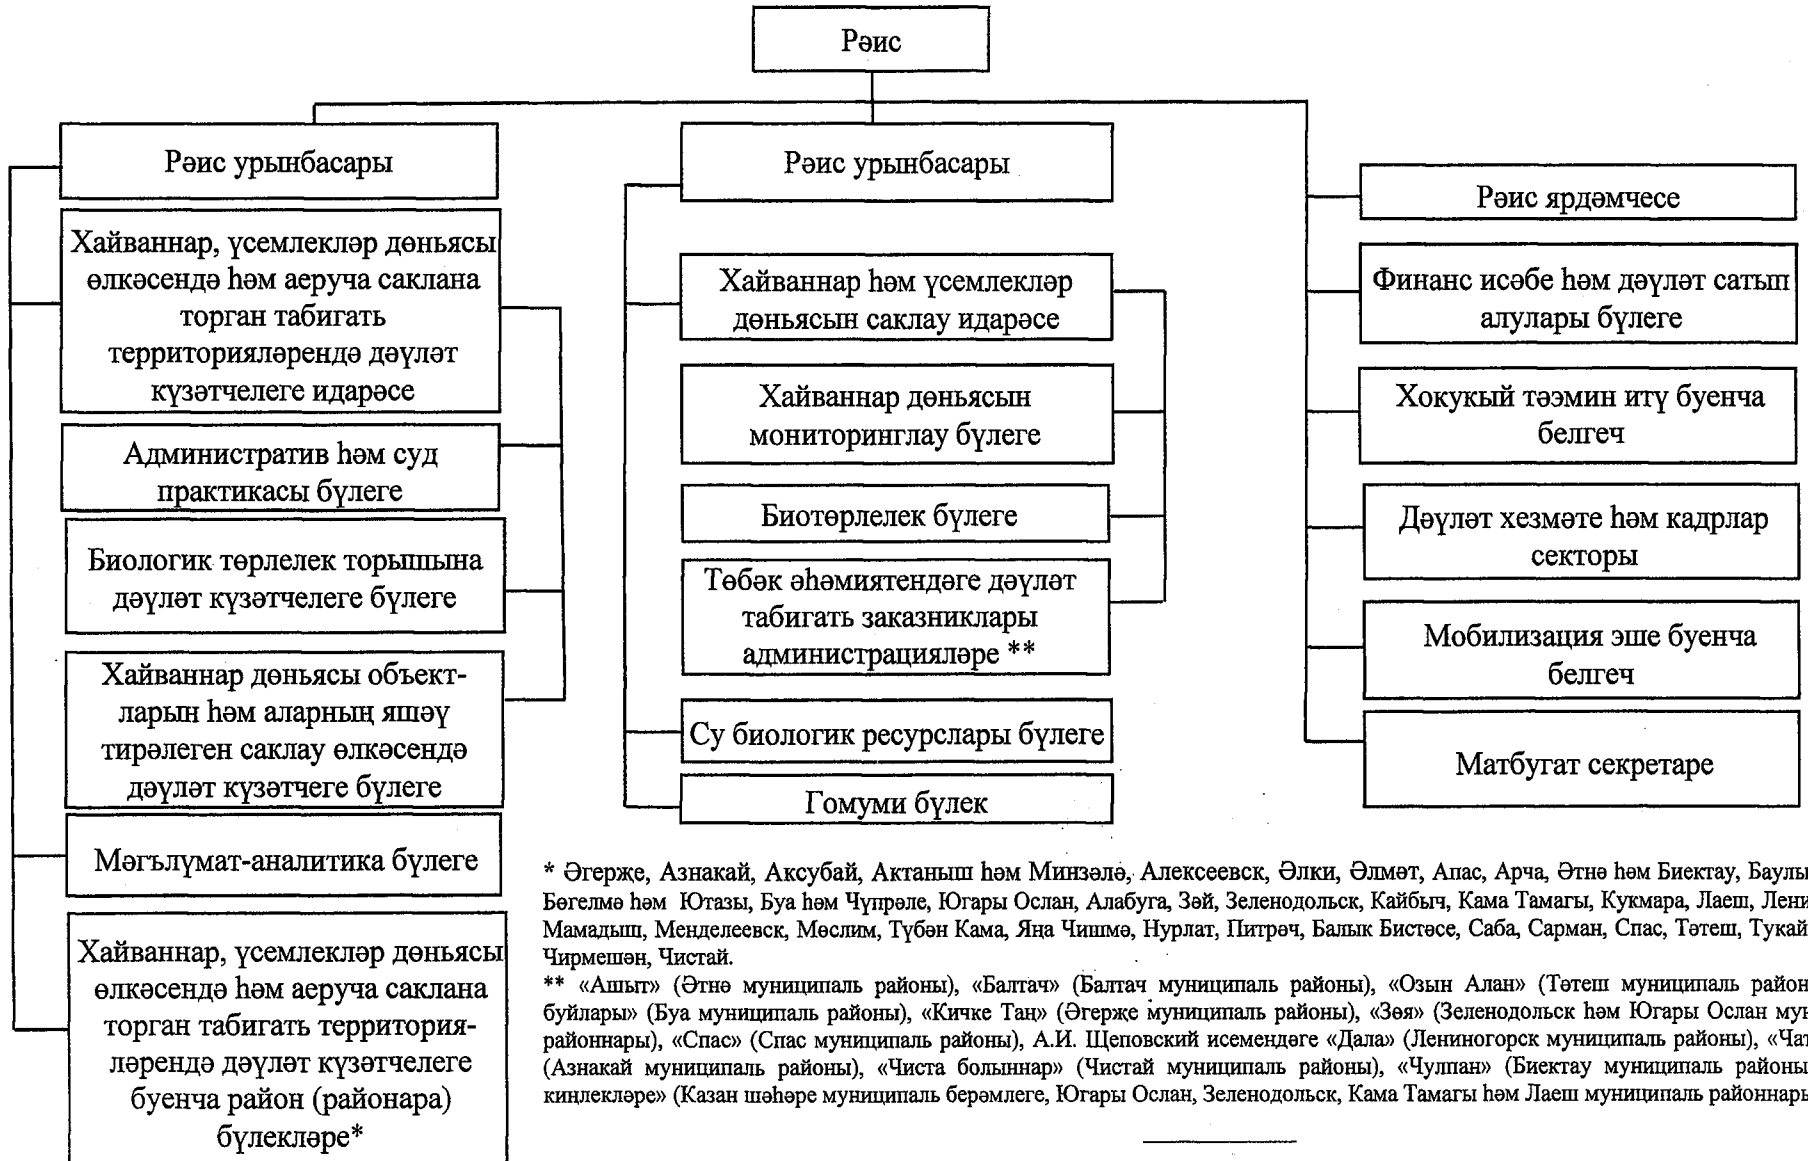 Рәис
Рәис урынбасары
Хайваннар, үсемлекләр дөньясы
өлкәсендә һәм аеруча саклана
торган табигать
территорияләрендә дәүләт
күзәтчелеге идарәсе
Административ һәм суд
практикасы бүлеге
Биологик төрлелек торышына
дәүләт күзәтчелеге бүлеге
Хайваннар дөньясы объект-
ларын һәм аларның яшәү
тирәлеген саклау өлкәсендә
дәүләт күзәтчеге бүлеге
Мәгълүмат-аналитика бүлеге
Хайваннар, үсемлекләр дөньясы
өлкәсендә һәм аеруча саклана
торган табигать территория-
ләрендә дәүләт күзәтчелеге
буенча район (районара)
бүлекләре*
Рәис урынбасары
Хайваннар һәм үсемлекләр
дөньясын саклау идарәсе
Хайваннар дөньясын
мониторинглау бүлеге
Биотөрлелек бүлеге
Төбәк әһәмиятендәге дәүләт
табигать заказниклары
администрацияләре **
Су биологик ресурслары бүлеге
Гомуми бүлек
Рәис ярдәмчесе
Финанс исәбе һәм дәүләт сатып
алулары бүлеге
Хокукый тәэмин итү буенча
белгеч
Дәүләт хезмәте һәм кадрлар
секторы
Мобилизация эше буенча
белгеч
Матбугат секретаре
* Әгерҗе, Азнакай, Аксубай, Актаныш һәм Минзәлә, Алексеевск, Әлки, Әлмәт, Апас, Арча, Әтнә һәм Биектау, Баулы
Бөгелмә һәм Ютазы, Буа һәм Чүпрәле, Югары Ослан, Алабуга, Зәй, Зеленодольск, Кайбыч, Кама Тамагы, Кукмара, Лаеш, Лени
Мамадыш, Менделеевск, Мөслим, Түбән Кама, Яңа Чишмә, Нурлат, Питрәч, Балык Бистәсе, Саба, Сарман, Спас, Тәтеш, Тукай
Чирмешән, Чистай.
** «Ашыт» (Әтнә муниципаль районы), «Балтач» (Балтач муниципаль районы), «Озын Алан» (Тәтеш муниципаль район
буйлары» (Буа муниципаль районы), «Кичке Таң» (Әгерҗе муниципаль районы), «Зөя» (Зеленодольск һәм Югары Ослан му
районнары), «Спас» (Спас муниципаль районы), А.И. Щеповский исемендәге «Дала» (Лениногорск муниципаль районы), «Чат
(Азнакай муниципаль районы), «Чиста болыннар» (Чистай муниципаль районы), «Чулпан» (Биектау муниципаль районы
киңлекләре» (Казан шәһәре муниципаль берәмлеге, Югары Ослан, Зеленодольск, Кама Тамагы һәм Лаеш муниципаль районнары